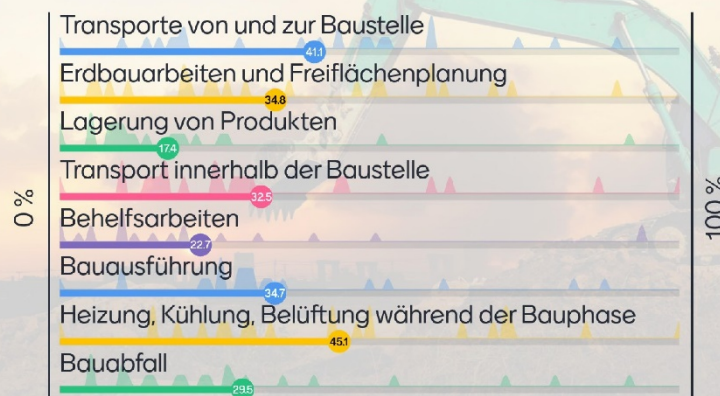 Transporte von und zur Baustelle
41.1
Erdbauarbeiten und Freiflächenplanung
34.8
Lagerung von Produkten
17.4
Transport innerhalb der Baustelle
32.5
0 %
100 %
Behelfsarbeiten
22.7
Bauausführung
34.7
Heizung, Kühlung, Belüftung während der Bauphase
45.1
Bauabfall
29.5